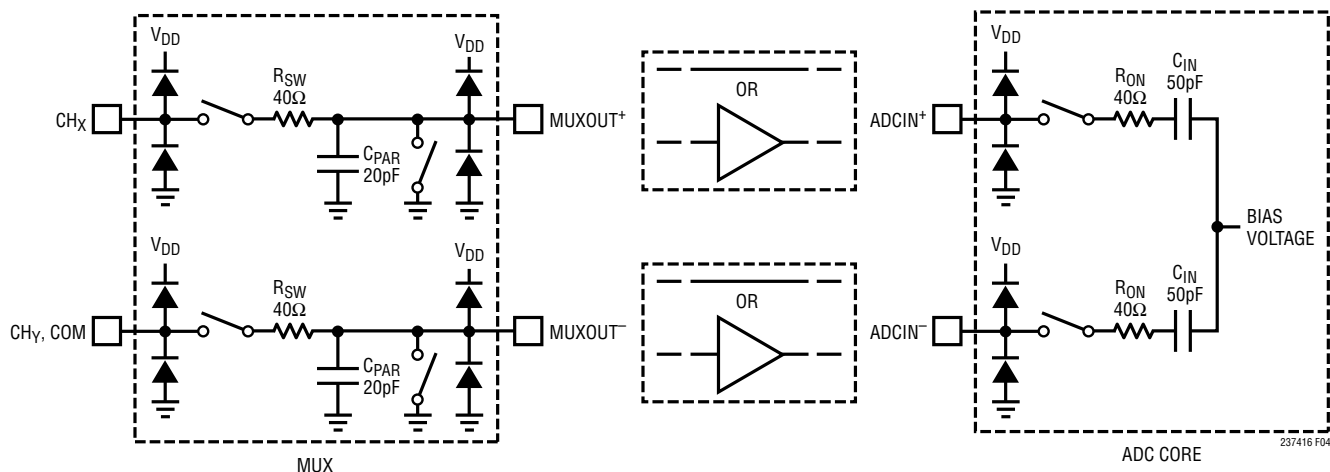 VDD
RSW
40Ω
VDD
CHX
CPAR
20pF
MUXOUT+
VDD
RSW
40Ω
VDD
CHY, COM
CPAR
20pF
MUXOUT–
MUX
OR
OR
VDD
RON
40Ω
CIN
50pF
ADCIN+
BIAS
VOLTAGE
VDD
RON
40Ω
CIN
50pF
ADCIN–
ADC CORE
237416 F04